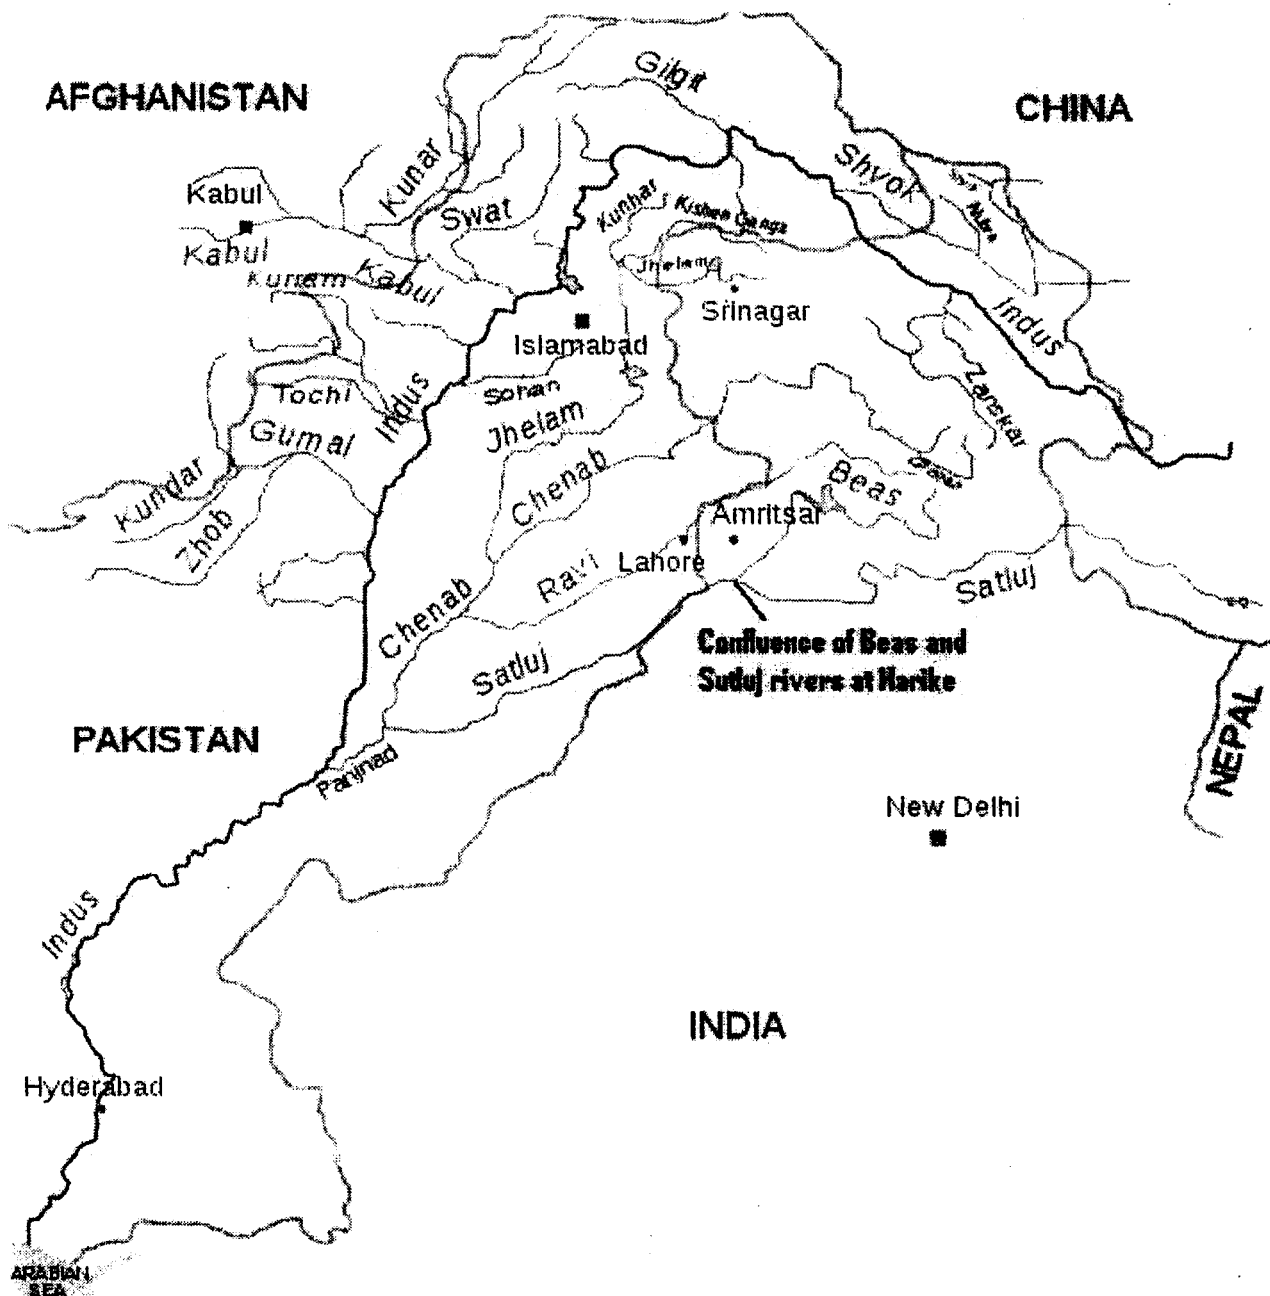 Gilgit
AFGHANISTAN
CHINA
Kunar
Shyok
Kabul
Swat
Kunhar
Kishen Ganga
Nubra
Kabul
Kurram
Kabul
Jhelam
Srinagar
Indus
Islamabad
Sohan
Tochi
Indus
Zanskar
Jhelam
Gumal
Chenab
Beas
Kundar
Zhob
Amritsar
Lahore
Ravi
Satluj
Chenab
Confluence of Beas and
Sutluj rivers at Harike
Satluj
PAKISTAN
Panjnad
NEPAL
New Delhi
Indus
INDIA
Hyderabad
ARABIAN
SEA